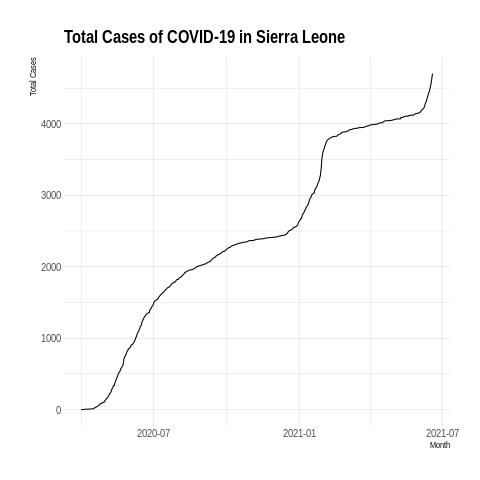 Total Cases of COVID-19 in Sierra Leone
Total Cases
4000
3000
2000
1000
0
2020-07
2021-01
2021-07
Month